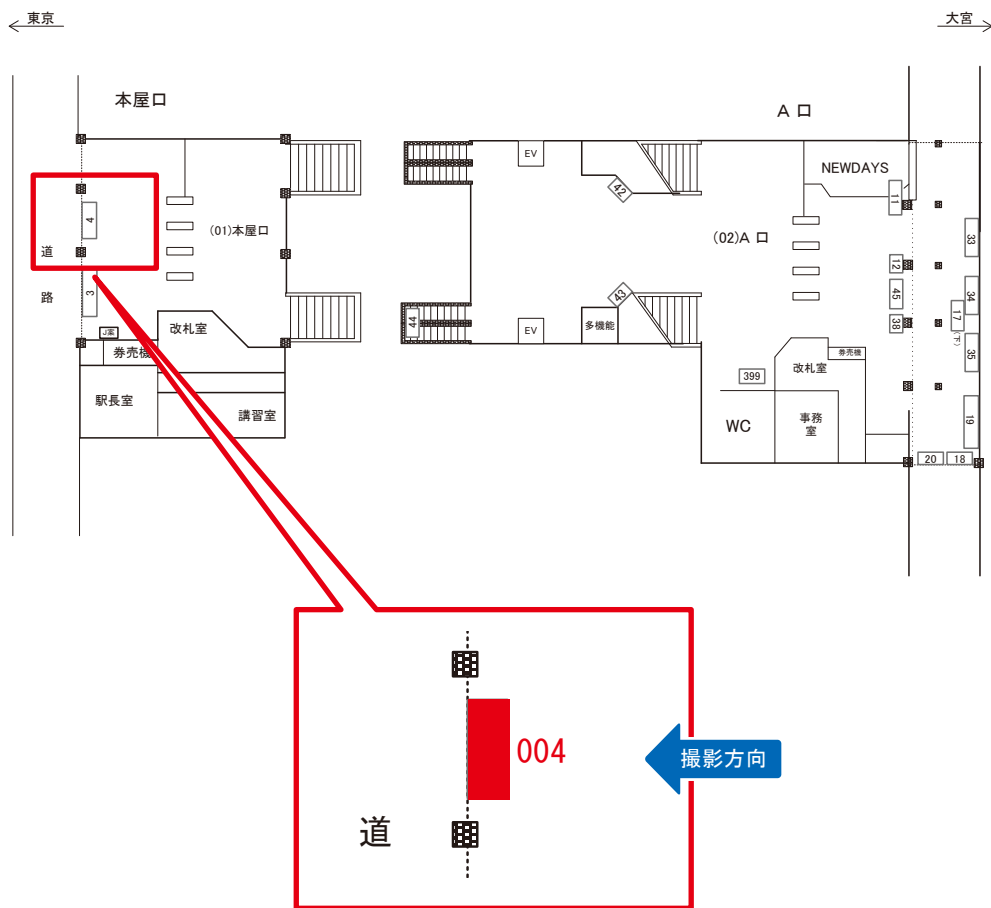 東京
大宮
本屋口
A 口
EV
NEWDAYS
42
11
4
(01)本屋口
(02)A 口
33
道
12
路
3
45
34
43
17
(下)
44
38
J東
改札室
EV
多機能
35
券売機
券売機
改札室
399
駅長室
講習室
WC
事務
室
19
20
18
004
撮影方向
道